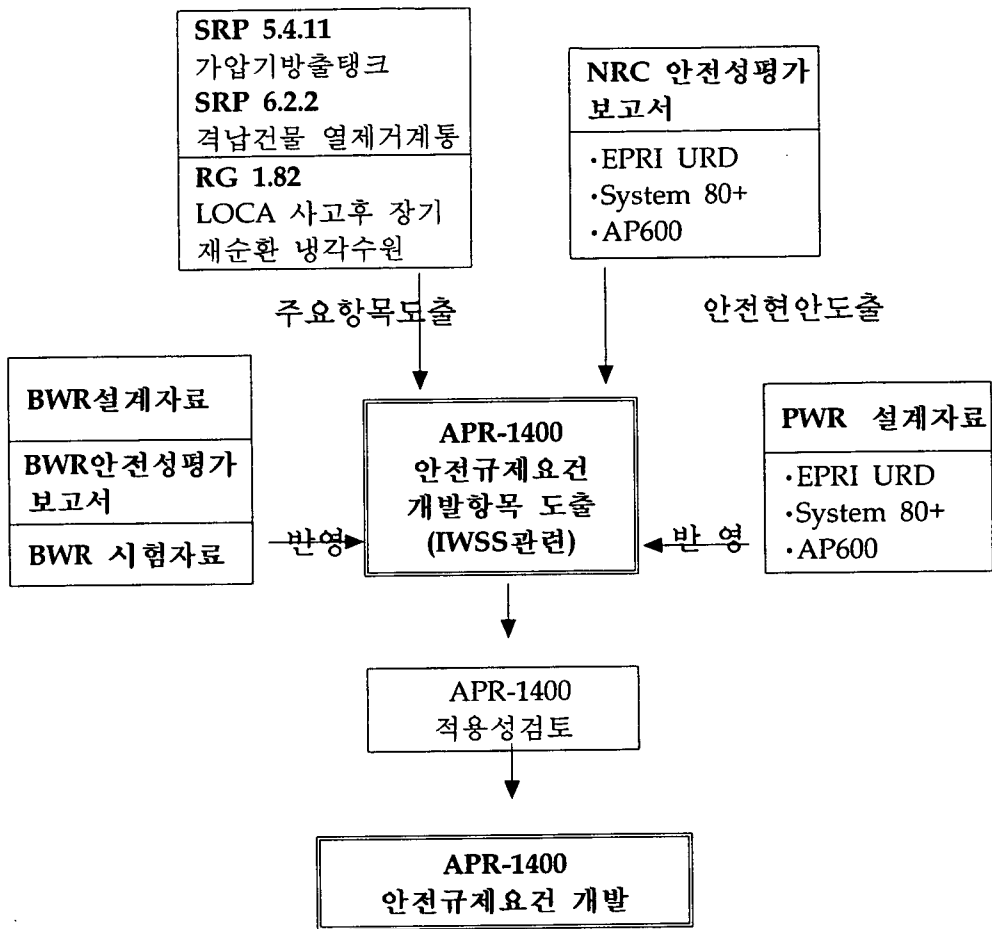 SRP 5.4.11
가압기방출탱크
SRP 6.2.2
격납건물 열제거계통
RG 1.82
LOCA 사고후 장기
재순환 냉각수원
NRC 안전성평가
보고서
·EPRI URD
·System 80+
·AP600
주요항목도출
안전현안도출
BWR설계자료
BWR안전성평가
보고서
BWR 시험자료
반영
APR-1400
안전규제요건
개발항목 도출
(IWSS관련)
반 영
PWR 설계자료
·EPRI URD
·System 80+
·AP600
APR-1400
적용성검토
APR-1400
안전규제요건 개발